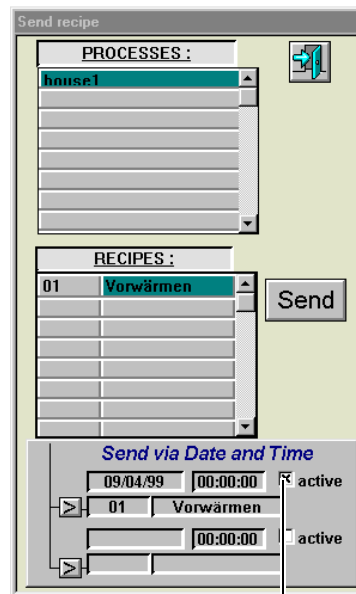 Send recipe
PROCESSES :
house1
RECIPES :
01 Vorwärmen
Send
Send via Date and Time
09/04/99 00:00:00 active
> 01 Vorwärmen
00:00:00 active
>